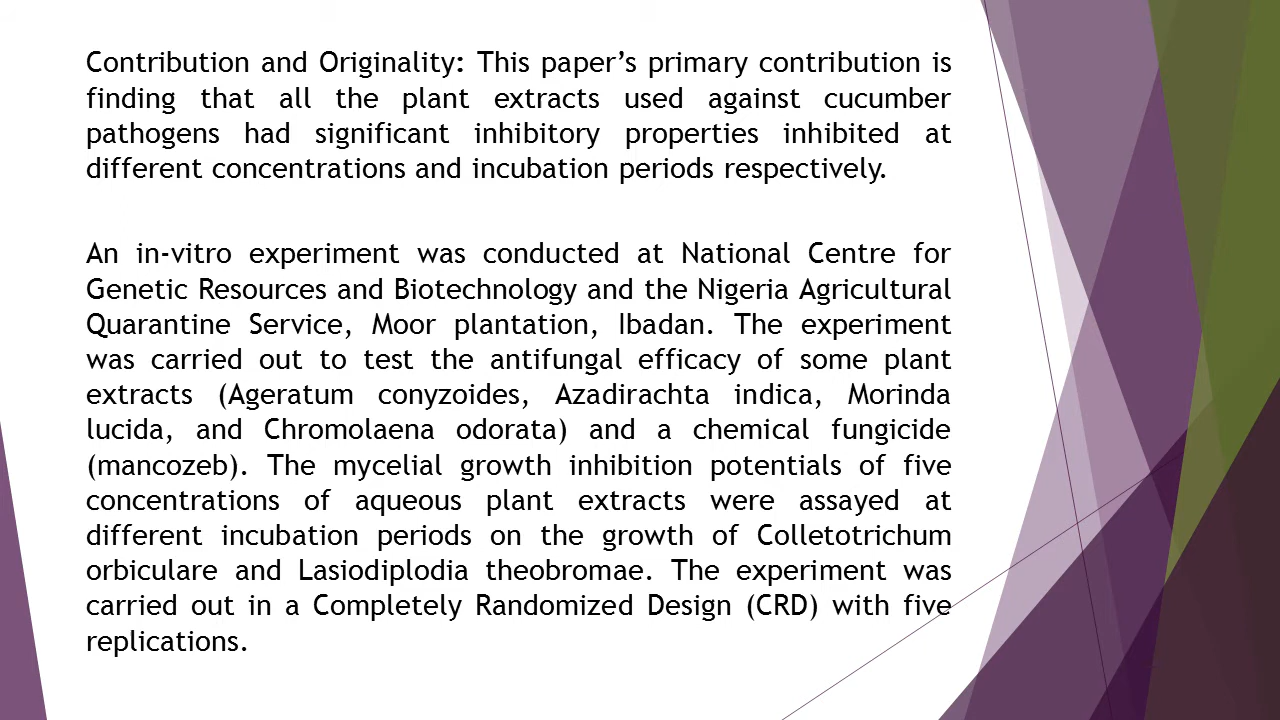 Contribution and Originality: This paper’s primary contribution is
finding that all the plant extracts used against cucumber
pathogens had significant inhibitory properties inhibited at
different concentrations and incubation periods respectively.
An in-vitro experiment was conducted at National Centre for
Genetic Resources and Biotechnology and the Nigeria Agricultural
Quarantine Service, Moor plantation, Ibadan. The experiment
was carried out to test the antifungal efficacy of some plant
extracts (Ageratum conyzoides, Azadirachta indica, Morinda
lucida, and Chromolaena odorata) and a chemical fungicide
(mancozeb). The mycelial growth inhibition potentials of five
concentrations of aqueous plant extracts were assayed at
different incubation periods on the growth of Colletotrichum
orbiculare and Lasiodiplodia theobromae. The experiment was
carried out in a Completely Randomized Design (CRD) with five
replications.